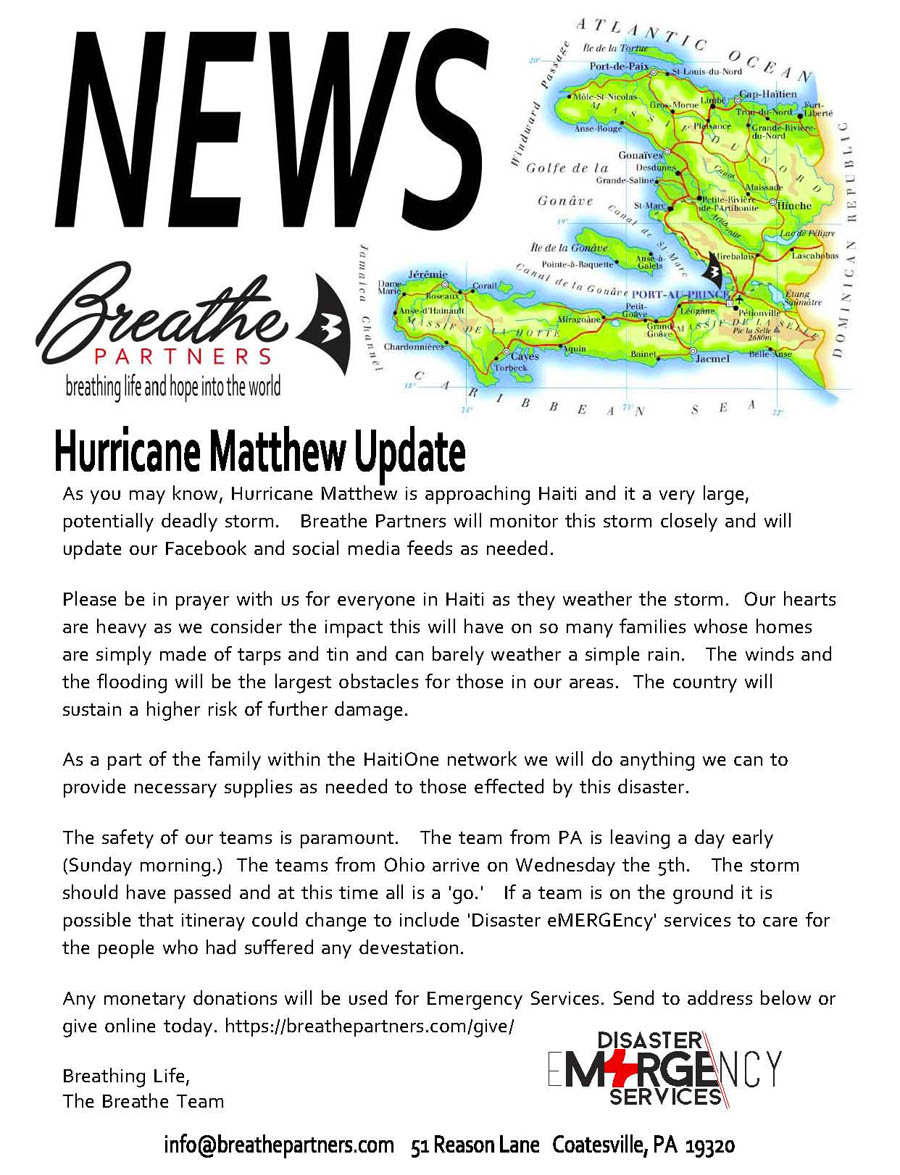 NEWS
ATLANTIC OCEAN
Île de la Tortue
Port-de-Paix
St-Louis-du-Nord
Windward Passage
Môle-St-Nicolas
Gros-Morne
Limbé
Cap-Haïtien
Fort-
Liberté
Trou-du-Nord
MASSIF DU NORD
Anse-Rouge
Plaisance
Grande-Rivière-
du-Nord
Gonaïves
Golfe de la
Gonâve
Desdunes
Grande-Saline
Maissade
St-Marc
Petite-Rivière
de-l'Artibonite
Hinche
DOMINICAN REPUBLIC
Canal de St-Marc
Lac de Péligre
Île de la Gonâve
Mirebalais
Lascahobas
Pointe-à-Raquette
Anse-à-
Galets
Canal de la Gonâve
Jamaica Channel
Jérémie
Dame-
Marie
Roseaux
Corail
PORT-AU-PRINCE
Étang
Saumâtre
Anse-d'Hainault
Miragoâne
Petit-
Goâve
Léogâne
Pétionville
MASSIF DE LA HOTTE
Grand
Goâve
MASSIF DE LA SELLE
Pic la Selle
2680m
Chardonnières
Cayes
Aquin
Bainet
Jacmel
Belle-Anse
Torbeck
CARIBBEAN SEA
20°
19°
18°
74°
73°
72°
Breathe
PARTNERS
breathing life and hope into the world
Hurricane Matthew Update
As you may know, Hurricane Matthew is approaching Haiti and it a very large,
potentially deadly storm. Breathe Partners will monitor this storm closely and will
update our Facebook and social media feeds as needed.
Please be in prayer with us for everyone in Haiti as they weather the storm. Our hearts
are heavy as we consider the impact this will have on so many families whose homes
are simply made of tarps and tin and can barely weather a simple rain. The winds and
the flooding will be the largest obstacles for those in our areas. The country will
sustain a higher risk of further damage.
As a part of the family within the HaitiOne network we will do anything we can to
provide necessary supplies as needed to those effected by this disaster.
The safety of our teams is paramount. The team from PA is leaving a day early
(Sunday morning.) The teams from Ohio arrive on Wednesday the 5th. The storm
should have passed and at this time all is a 'go.' If a team is on the ground it is
possible that itineray could change to include 'Disaster eMERGEncy' services to care for
the people who had suffered any devestation.
Any monetary donations will be used for Emergency Services. Send to address below or
give online today. https://breathepartners.com/give/
Breathing Life,
The Breathe Team
DISASTER
EMERGENCY
SERVICES
info@breathepartners.com 51 Reason Lane Coatesville, PA 19320